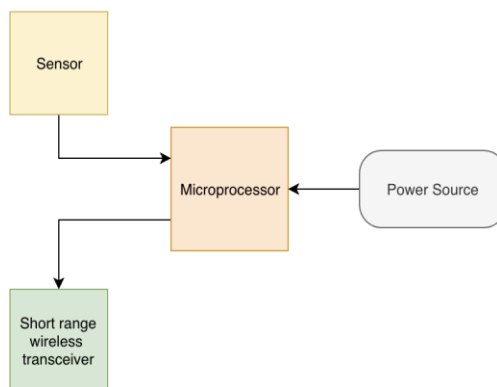 Sensor
Microprocessor
Power Source
Short range
wireless
transceiver